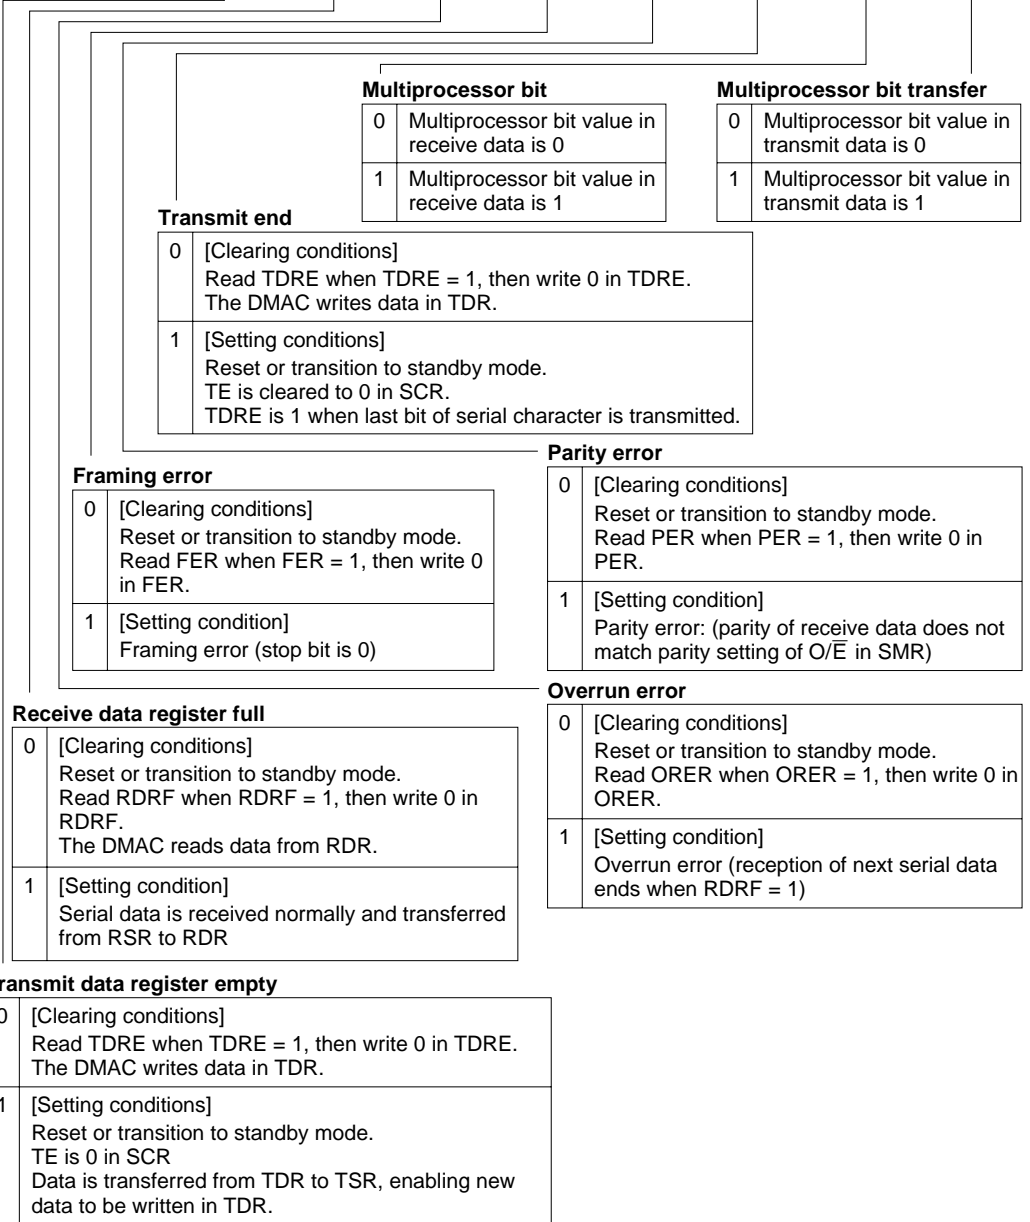 Multiprocessor bit
0 Multiprocessor bit value in
receive data is 0
1 Multiprocessor bit value in
receive data is 1
Multiprocessor bit transfer
0 Multiprocessor bit value in
transmit data is 0
1 Multiprocessor bit value in
transmit data is 1
Transmit end
0 [Clearing conditions]
Read TDRE when TDRE = 1, then write 0 in TDRE.
The DMAC writes data in TDR.
1 [Setting conditions]
Reset or transition to standby mode.
TE is cleared to 0 in SCR.
TDRE is 1 when last bit of serial character is transmitted.
Parity error
0 [Clearing conditions]
Reset or transition to standby mode.
Read PER when PER = 1, then write 0 in
PER.
1 [Setting condition]
Parity error: (parity of receive data does not
match parity setting of O/E̅ in SMR)
Framing error
0 [Clearing conditions]
Reset or transition to standby mode.
Read FER when FER = 1, then write 0
in FER.
1 [Setting condition]
Framing error (stop bit is 0)
Overrun error
0 [Clearing conditions]
Reset or transition to standby mode.
Read ORER when ORER = 1, then write 0 in
ORER.
1 [Setting condition]
Overrun error (reception of next serial data
ends when RDRF = 1)
Receive data register full
0 [Clearing conditions]
Reset or transition to standby mode.
Read RDRF when RDRF = 1, then write 0 in
RDRF.
The DMAC reads data from RDR.
1 [Setting condition]
Serial data is received normally and transferred
from RSR to RDR
ransmit data register empty
0 [Clearing conditions]
Read TDRE when TDRE = 1, then write 0 in TDRE.
The DMAC writes data in TDR.
1 [Setting conditions]
Reset or transition to standby mode.
TE is 0 in SCR
Data is transferred from TDR to TSR, enabling new
data to be written in TDR.